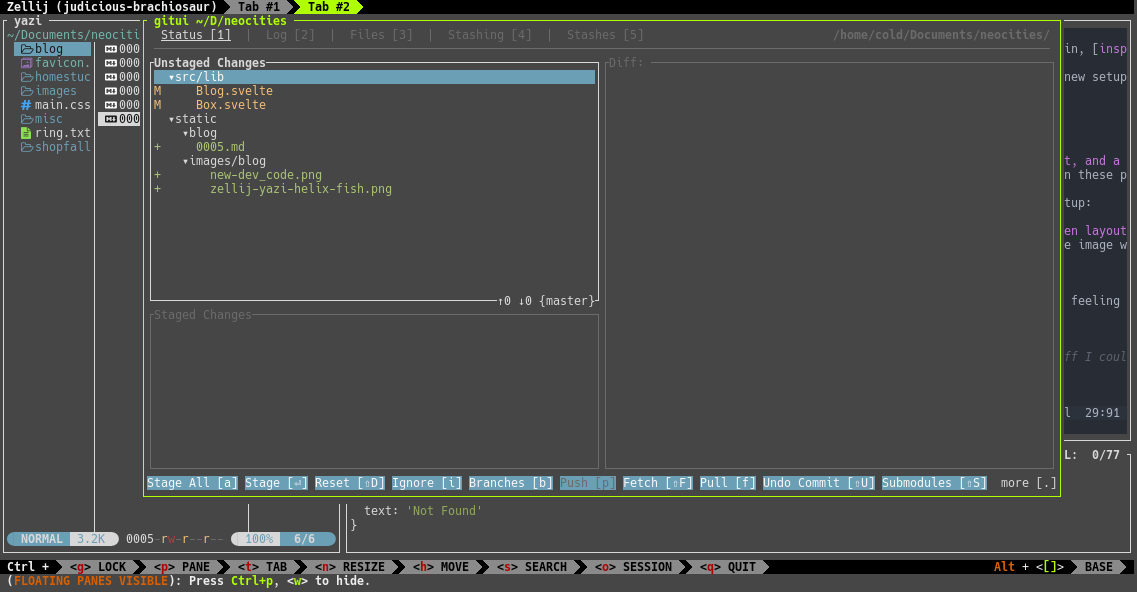 Zellij (judicious-brachiosaur) Tab #1 Tab #2
yazi
~/Documents/neociti
blog
favicon.
homestuc
images
main.css
misc
ring.txt
shopfall
000
000
000
000
000
000
gitui ~/D/neocities
Status [1] | Log [2] | Files [3] | Stashing [4] | Stashes [5] /home/cold/Documents/neocities/
Unstaged Changes
▾src/lib
M Blog.svelte
M Box.svelte
▾static
▾blog
+ 0005.md
▾images/blog
+ new-dev_code.png
+ zellij-yazi-helix-fish.png
↑0 ↓0 {master}
Staged Changes
Diff:
Stage All [a] Stage [⏎] Reset [⇧D] Ignore [i] Branches [b] Push [p] Fetch [⇧F] Pull [f] Undo Commit [⇧U] Submodules [⇧S] more [.]
in, [insp
new setup
t, and a
n these p
tup:
en layout
e image w
feeling
ff I coul
l 29:91
L: 0/77
text: 'Not Found'
}
NORMAL 3.2K 0005-rw-r--r-- 100% 6/6
Ctrl + <g> LOCK <p> PANE <t> TAB <n> RESIZE <h> MOVE <s> SEARCH <o> SESSION <q> QUIT Alt + <[]> BASE
(FLOATING PANES VISIBLE): Press Ctrl+p, <w> to hide.